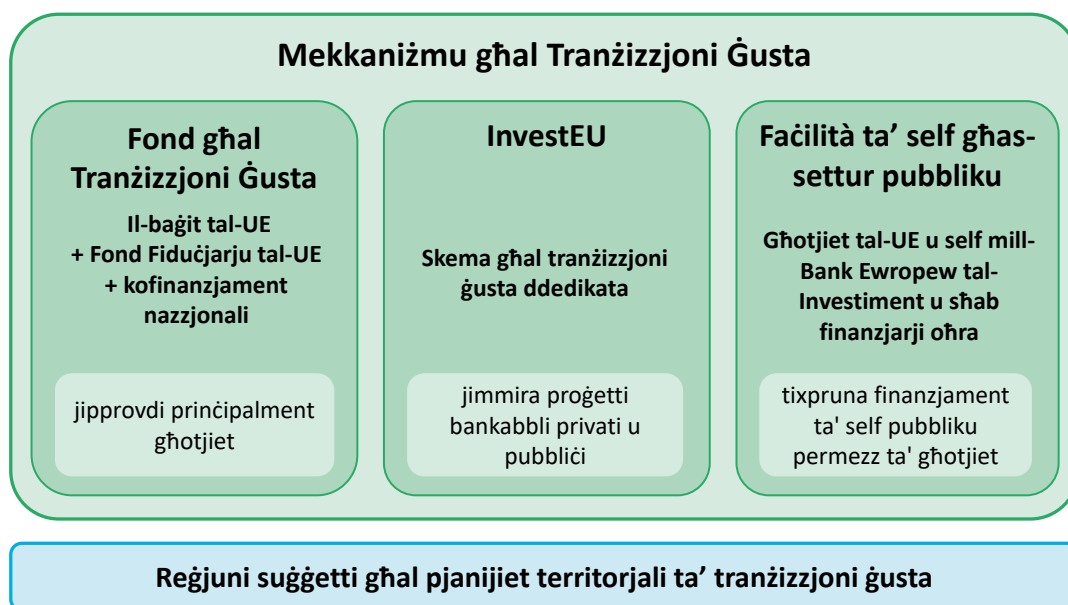 Mekkaniżmu għal Tranżizzjoni Ġusta
Fond għal
Tranżizzjoni Ġusta
Il-baġit tal-UE
+ Fond Fiduċjarju tal-UE
+ kofinanzjament
nazzjonali
jipprovdi prinċipalment
għotjiet
InvestEU
Skema għal tranżizzjoni
ġusta ddedikata
jimmira proġetti
bankabbli privati u
pubbliċi
Faċilità ta’ self għas-
settur pubbliku
Għotjiet tal-UE u self mill-
Bank Ewropew tal-
Investiment u sħab
finanzjarji oħra
tixpruna finanzjament
ta' self pubbliku
permezz ta' għotjiet
Reġjuni suġġetti għal pjanijiet territorjali ta’ tranżizzjoni ġusta